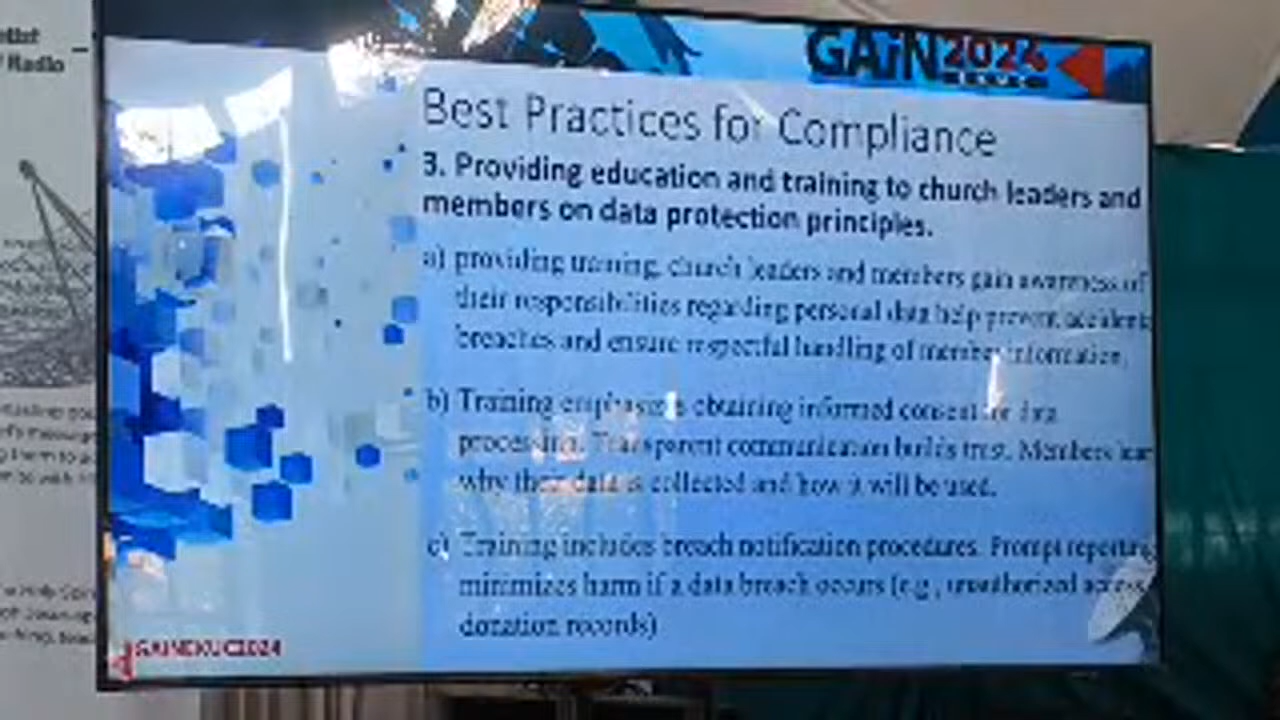 Radio
GAiN 2024
Best Practices for Compliance
3. Providing education and training to church leaders and
members on data protection principles.
a) providing training, church leaders and members gain awareness of
their responsibilities regarding personal data help prevent
breaches and ensure respectful handling of member information.
b) Training emphasizes obtaining informed consent for data
processing. Transparent communication builds trust. Members
why their data is collected and how it will be used.
c) Training includes breach notification procedures. Prompt reporting
minimizes harm if a data breach occurs (e.g., unauthorized access
donation records)